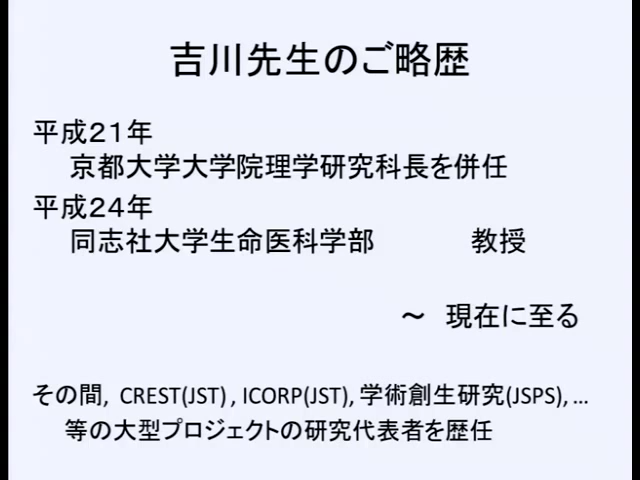 吉川先生のご略歴
平成２１年
京都大学大学院理学研究科長を併任
平成２４年
同志社大学生命医科学部　　　教授
～　現在に至る
その間, CREST(JST) , ICORP(JST), 学術創生研究(JSPS), ...
等の大型プロジェクトの研究代表者を歴任